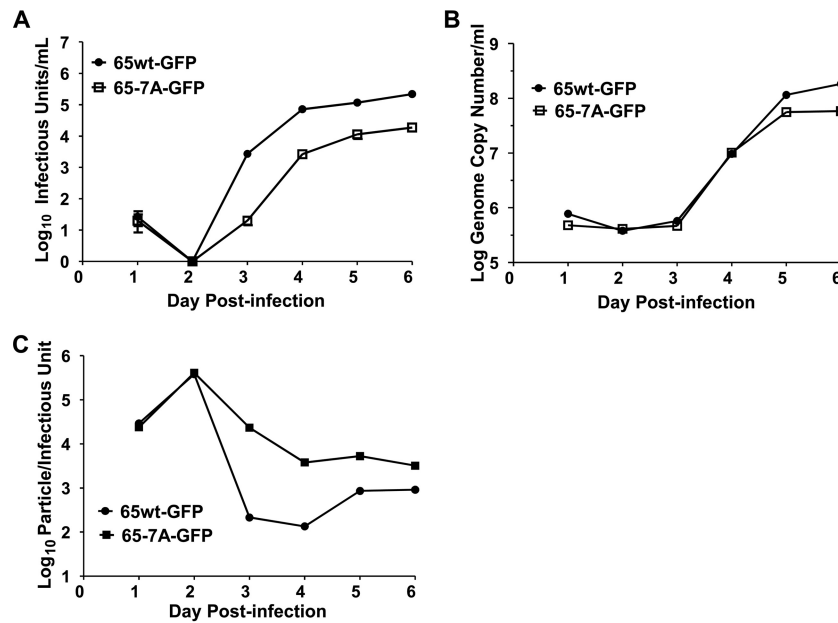 A
Log10 Infectious Units/mL
7
6
5
4
3
2
1
0
65wt-GFP
65-7A-GFP
0 1 2 3 4 5 6
Day Post-infection
B
Log Genome Copy Number/ml
9
8
7
6
5
65wt-GFP
65-7A-GFP
0 1 2 3 4 5 6
Day Post-infection
C
Log10 Particle/Infectious Unit
6
5
4
3
2
1
65wt-GFP
65-7A-GFP
0 1 2 3 4 5 6
Day Post-infection